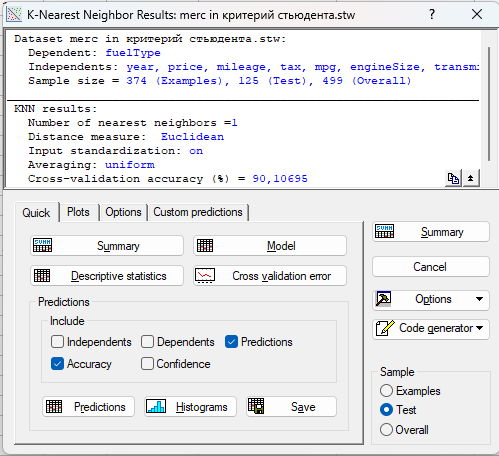 K-Nearest Neighbor Results: merc in критерий стьюдента.stw
? ×
Dataset merc in критерий стьюдента.stw:
Dependent: fuelType
Independents: year, price, mileage, tax, mpg, engineSize, transmi
Sample size = 374 (Examples), 125 (Test), 499 (Overall)
KNN results:
Number of nearest neighbors =1
Distance measure: Euclidean
Input standardization: on
Averaging: uniform
Cross-validation accuracy (%) = 90,10695
Quick Plots Options Custom predictions
Summary Model
Descriptive statistics Cross validation error
Predictions
Include
Independents Dependents Predictions
Accuracy Confidence
Predictions Histograms Save
Summary
Cancel
Options
Code generator
Sample
Examples
Test
Overall